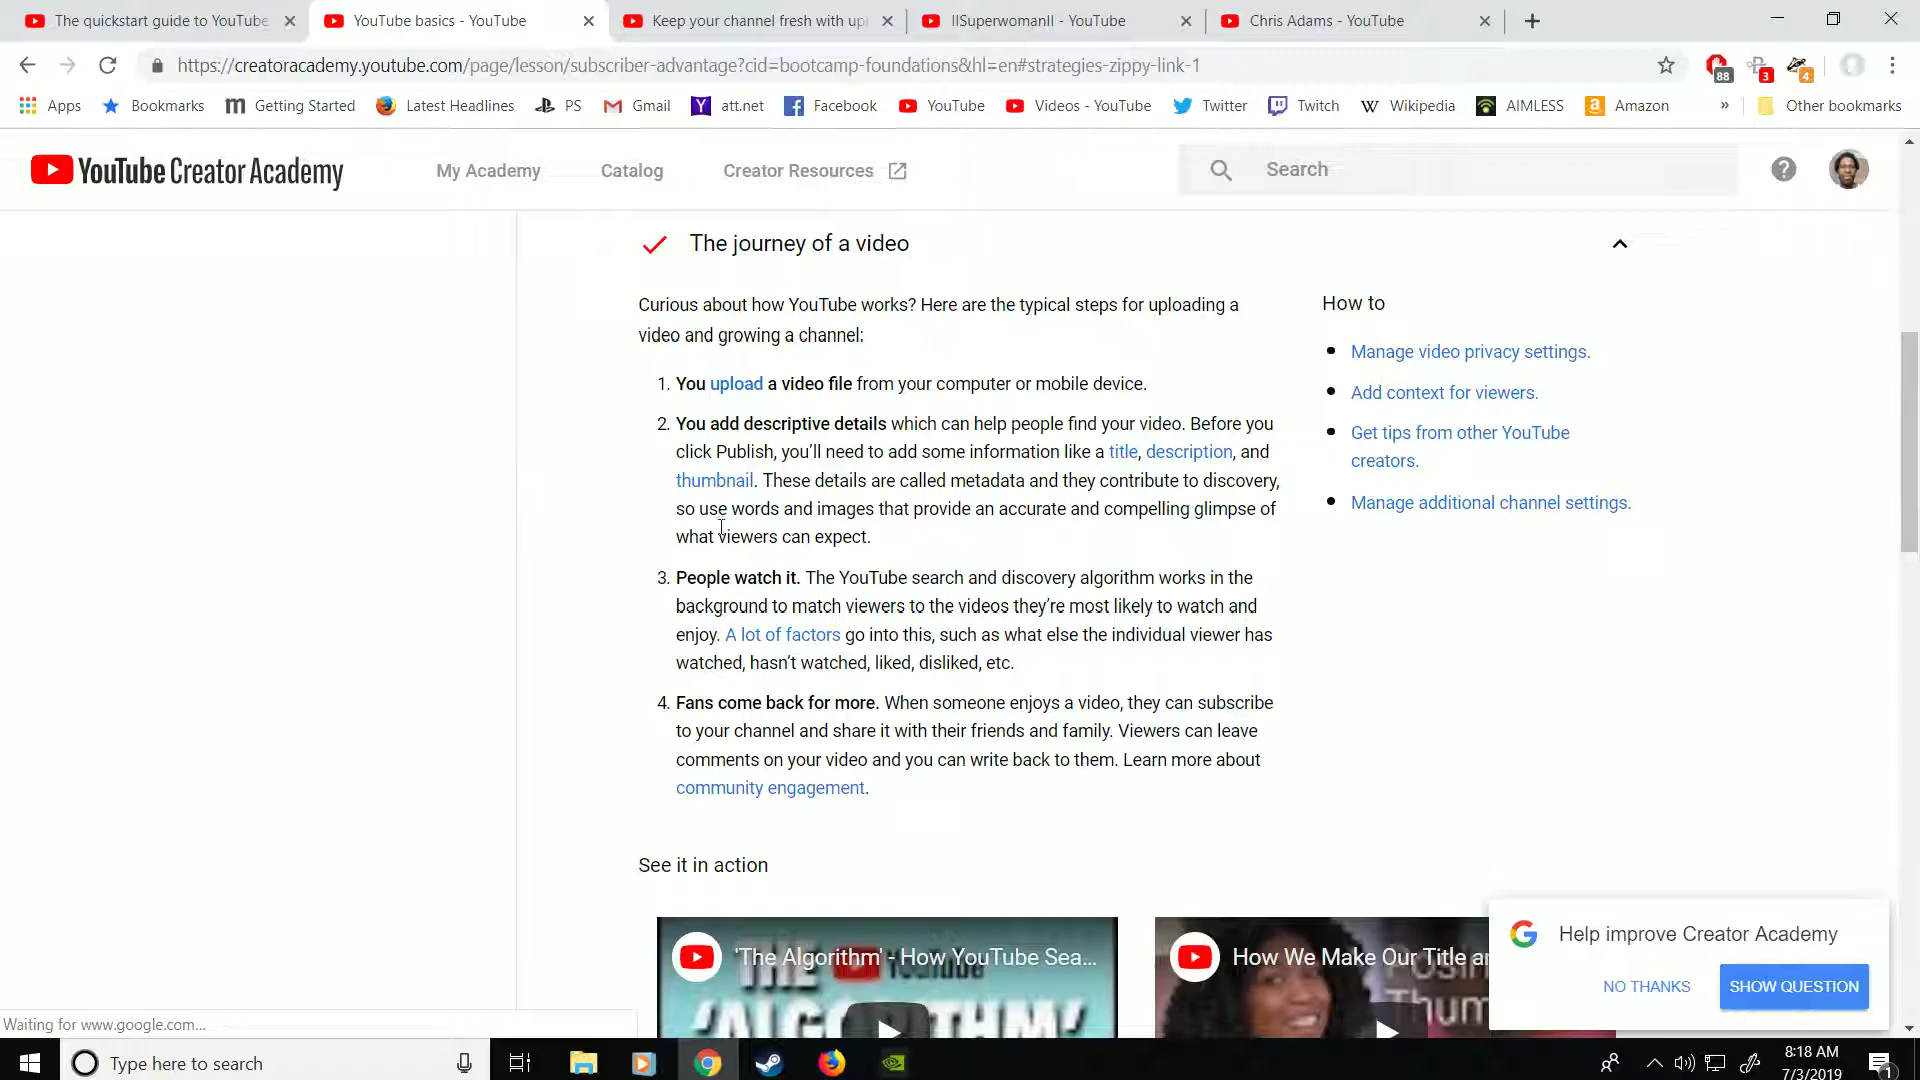 The quickstart guide to YouTube
YouTube basics - YouTube
Keep your channel fresh with up
IISuperwomanII - YouTube
Chris Adams - YouTube
https://creatoracademy.youtube.com/page/lesson/subscriber-advantage?cid=bootcamp-foundations&hl=en#strategies-zippy-link-1
88
3
4
Apps
Bookmarks
Getting Started
Latest Headlines
PS
Gmail
att.net
Facebook
YouTube
Videos - YouTube
Twitter
Twitch
Wikipedia
AIMLESS
Amazon
»
Other bookmarks
YouTube Creator Academy
My Academy
Catalog
Creator Resources
Search
The journey of a video
Curious about how YouTube works? Here are the typical steps for uploading a
video and growing a channel:
1. You upload a video file from your computer or mobile device.
2. You add descriptive details which can help people find your video. Before you
click Publish, you'll need to add some information like a title, description, and
thumbnail. These details are called metadata and they contribute to discovery,
so use words and images that provide an accurate and compelling glimpse of
what viewers can expect.
3. People watch it. The YouTube search and discovery algorithm works in the
background to match viewers to the videos they're most likely to watch and
enjoy. A lot of factors go into this, such as what else the individual viewer has
watched, hasn't watched, liked, disliked, etc.
4. Fans come back for more. When someone enjoys a video, they can subscribe
to your channel and share it with their friends and family. Viewers can leave
comments on your video and you can write back to them. Learn more about
community engagement.
How to
Manage video privacy settings.
Add context for viewers.
Get tips from other YouTube
creators.
Manage additional channel settings.
See it in action
'The Algorithm' - How YouTube Sea...
THE YouTube
'ALGORITHM'
How We Make Our Title a
Thum
Help improve Creator Academy
NO THANKS
SHOW QUESTION
Waiting for www.google.com...
Type here to search
8:18 AM
7/3/2019
1